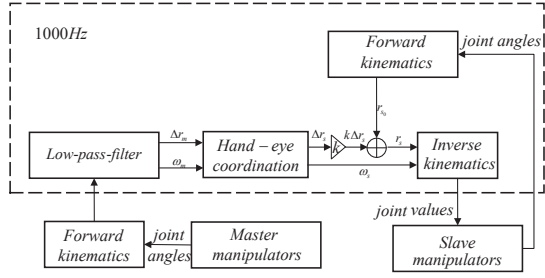 1000Hz
Forward
kinematics
joint angles
r_{s_0}
Low-pass-filter
Δr_m
ω_m
Hand-eye
coordination
Δr_s
k
kΔr_s
r_s
ω_s
Inverse
kinematics
joint values
Forward
kinematics
joint
angles
Master
manipulators
Slave
manipulators